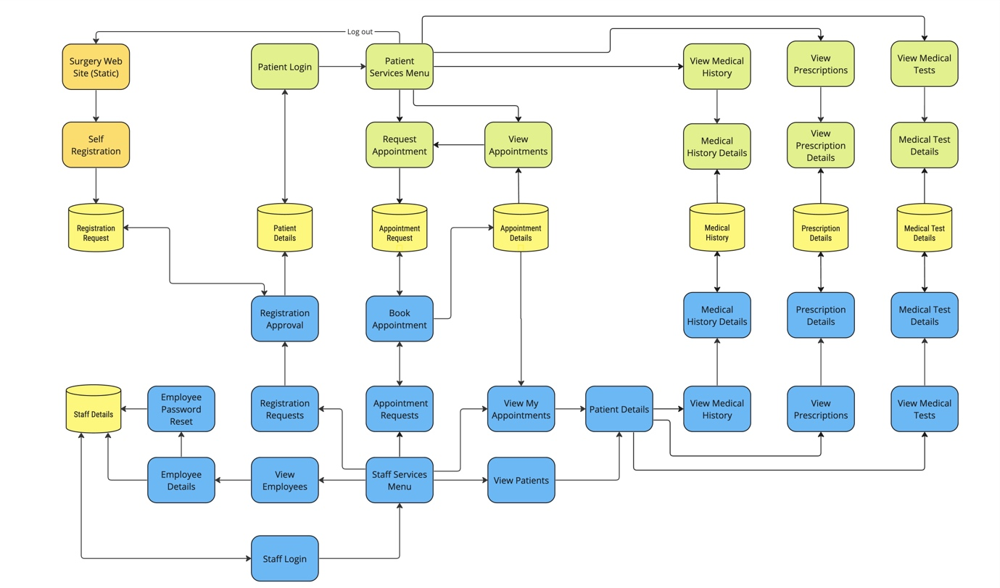 Log out
Surgery Web
Site (Static)
Patient Login
Patient
Services Menu
View Medical
History
View
Prescriptions
View Medical
Tests
Self
Registration
Request
Appointment
View
Appointments
Medical
History Details
View
Prescription
Details
Medical Test
Details
Registration
Request
Patient
Details
Appointment
Request
Appointment
Details
Medical
History
Prescription
Details
Medical Test
Details
Registration
Approval
Book
Appointment
Medical
History Details
Prescription
Details
Medical Test
Details
Staff Details
Employee
Password
Reset
Registration
Requests
Appointment
Requests
View My
Appointments
Patient Details
View Medical
History
View
Prescriptions
View Medical
Tests
Employee
Details
View
Employees
Staff Services
Menu
View Patients
Staff Login